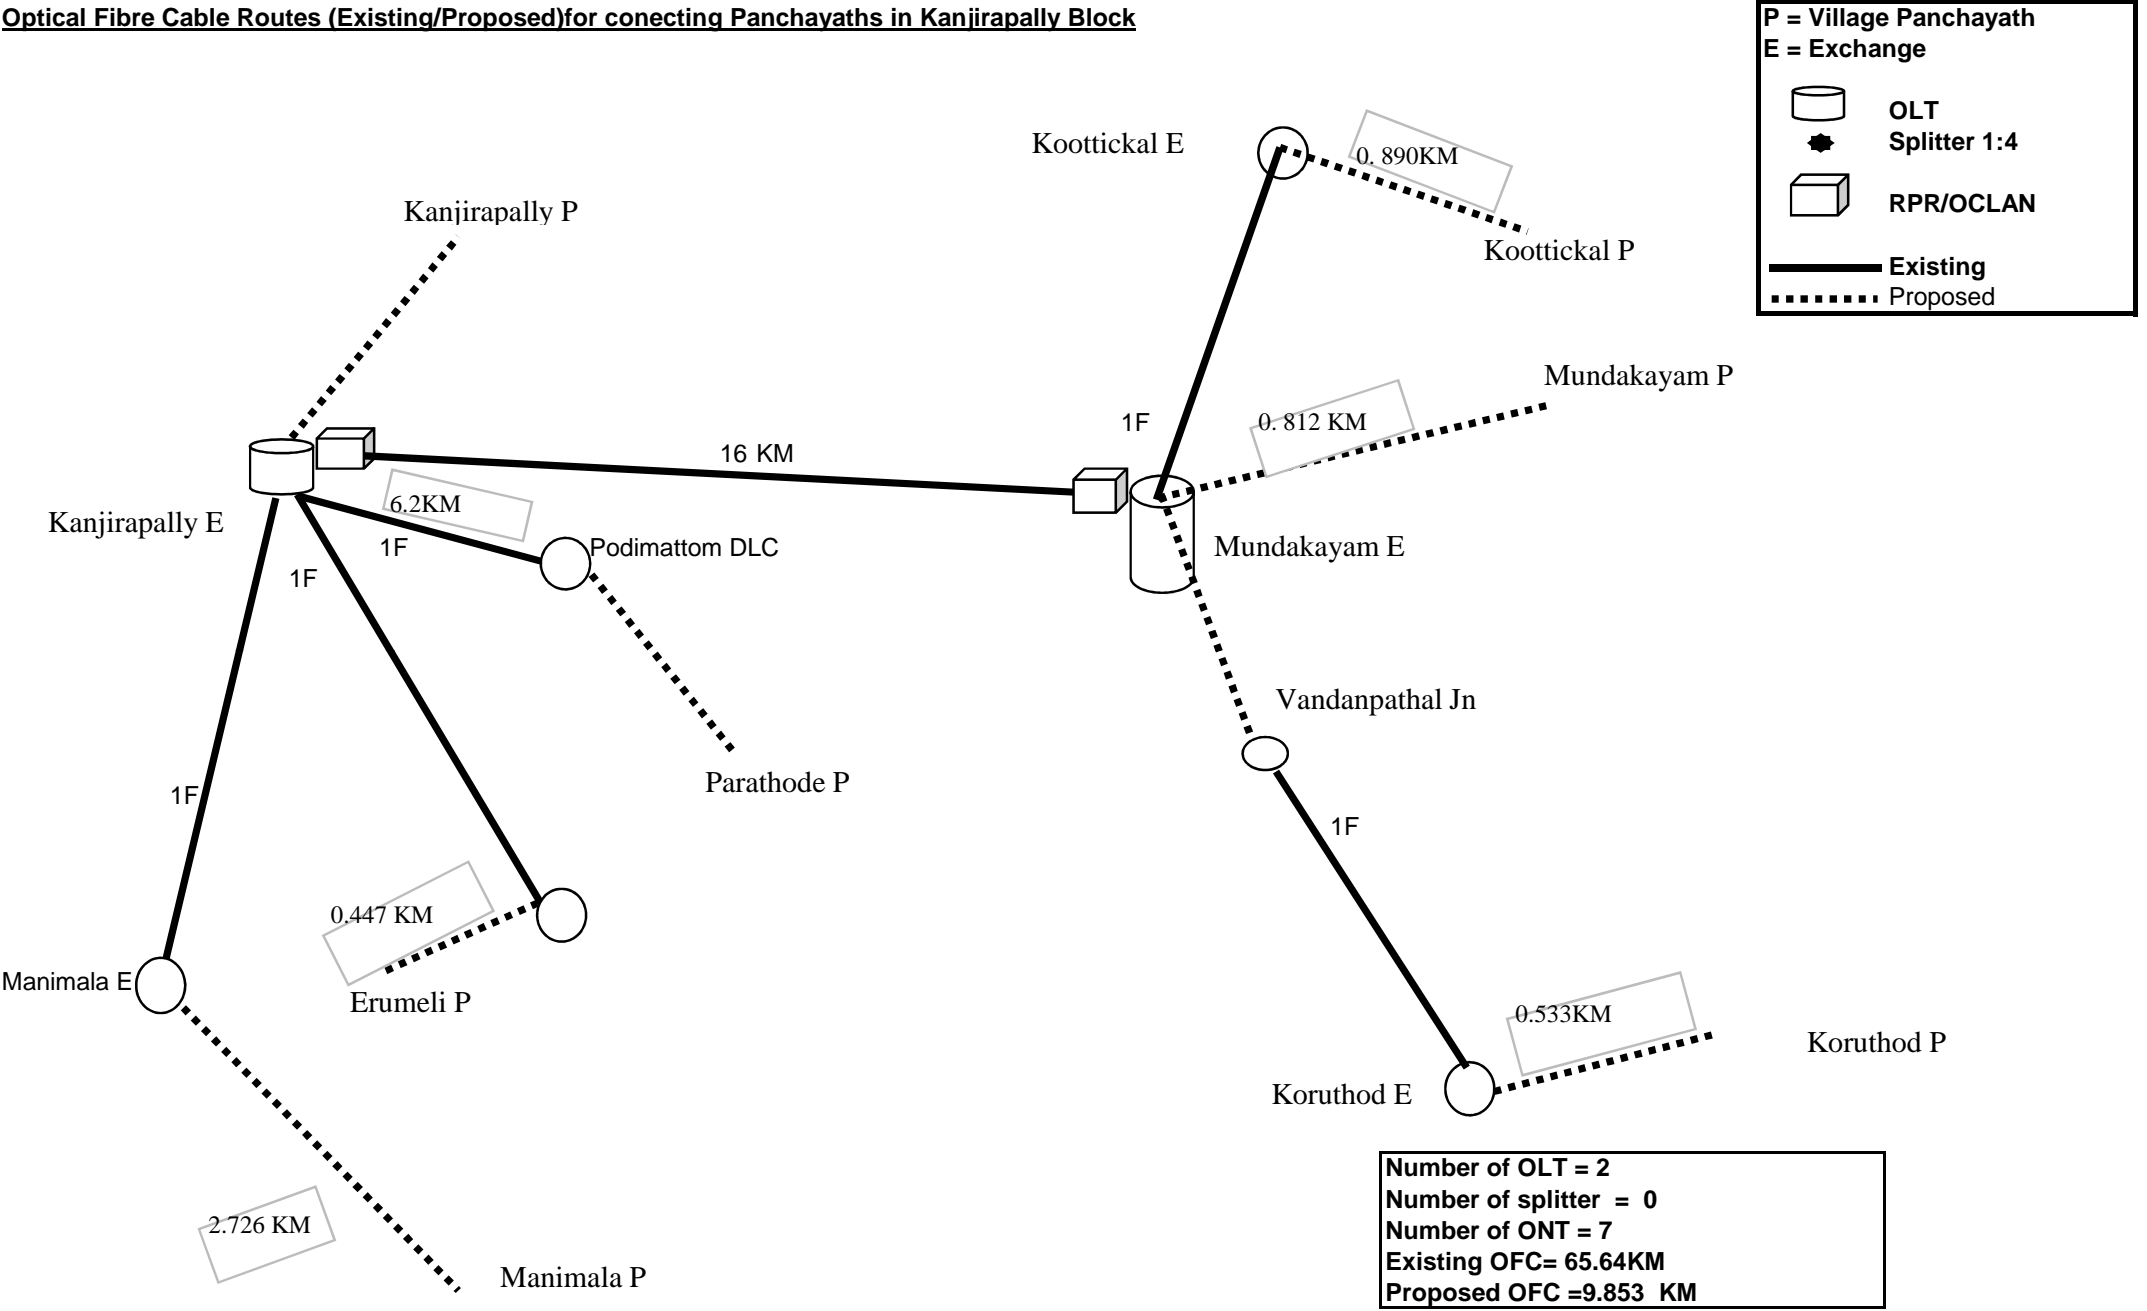 Optical Fibre Cable Routes (Existing/Proposed)for conecting Panchayaths in Kanjirapally Block
P = Village Panchayath
E = Exchange
OLT
Splitter 1:4
RPR/OCLAN
Existing
Proposed
Koottickal E
0. 890KM
Koottickal P
Kanjirapally P
Mundakayam P
1F
0. 812 KM
16 KM
6.2KM
Kanjirapally E
1F
Podimattom DLC
Mundakayam E
1F
Vandanpathal Jn
Parathode P
1F
1F
0.447 KM
Manimala E
Erumeli P
0.533KM
Koruthod P
Koruthod E
2.726 KM
Manimala P
Number of OLT = 2
Number of splitter = 0
Number of ONT = 7
Existing OFC= 65.64KM
Proposed OFC =9.853 KM